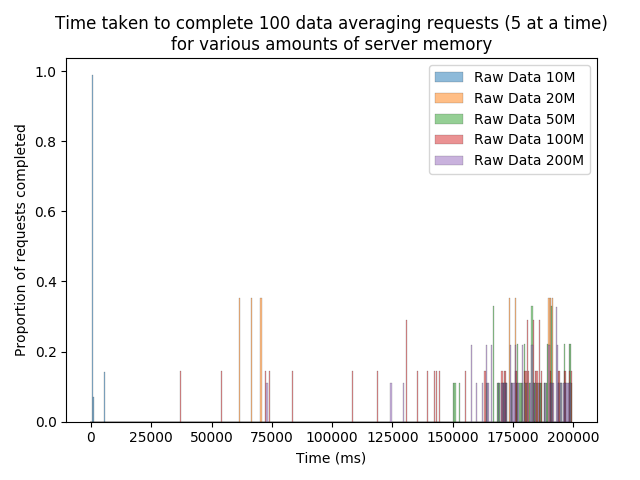 Time taken to complete 100 data averaging requests (5 at a time)
for various amounts of server memory
Proportion of requests completed
1.0
0.8
0.6
0.4
0.2
0.0
Raw Data 10M
Raw Data 20M
Raw Data 50M
Raw Data 100M
Raw Data 200M
0 25000 50000 75000 100000 125000 150000 175000 200000
Time (ms)